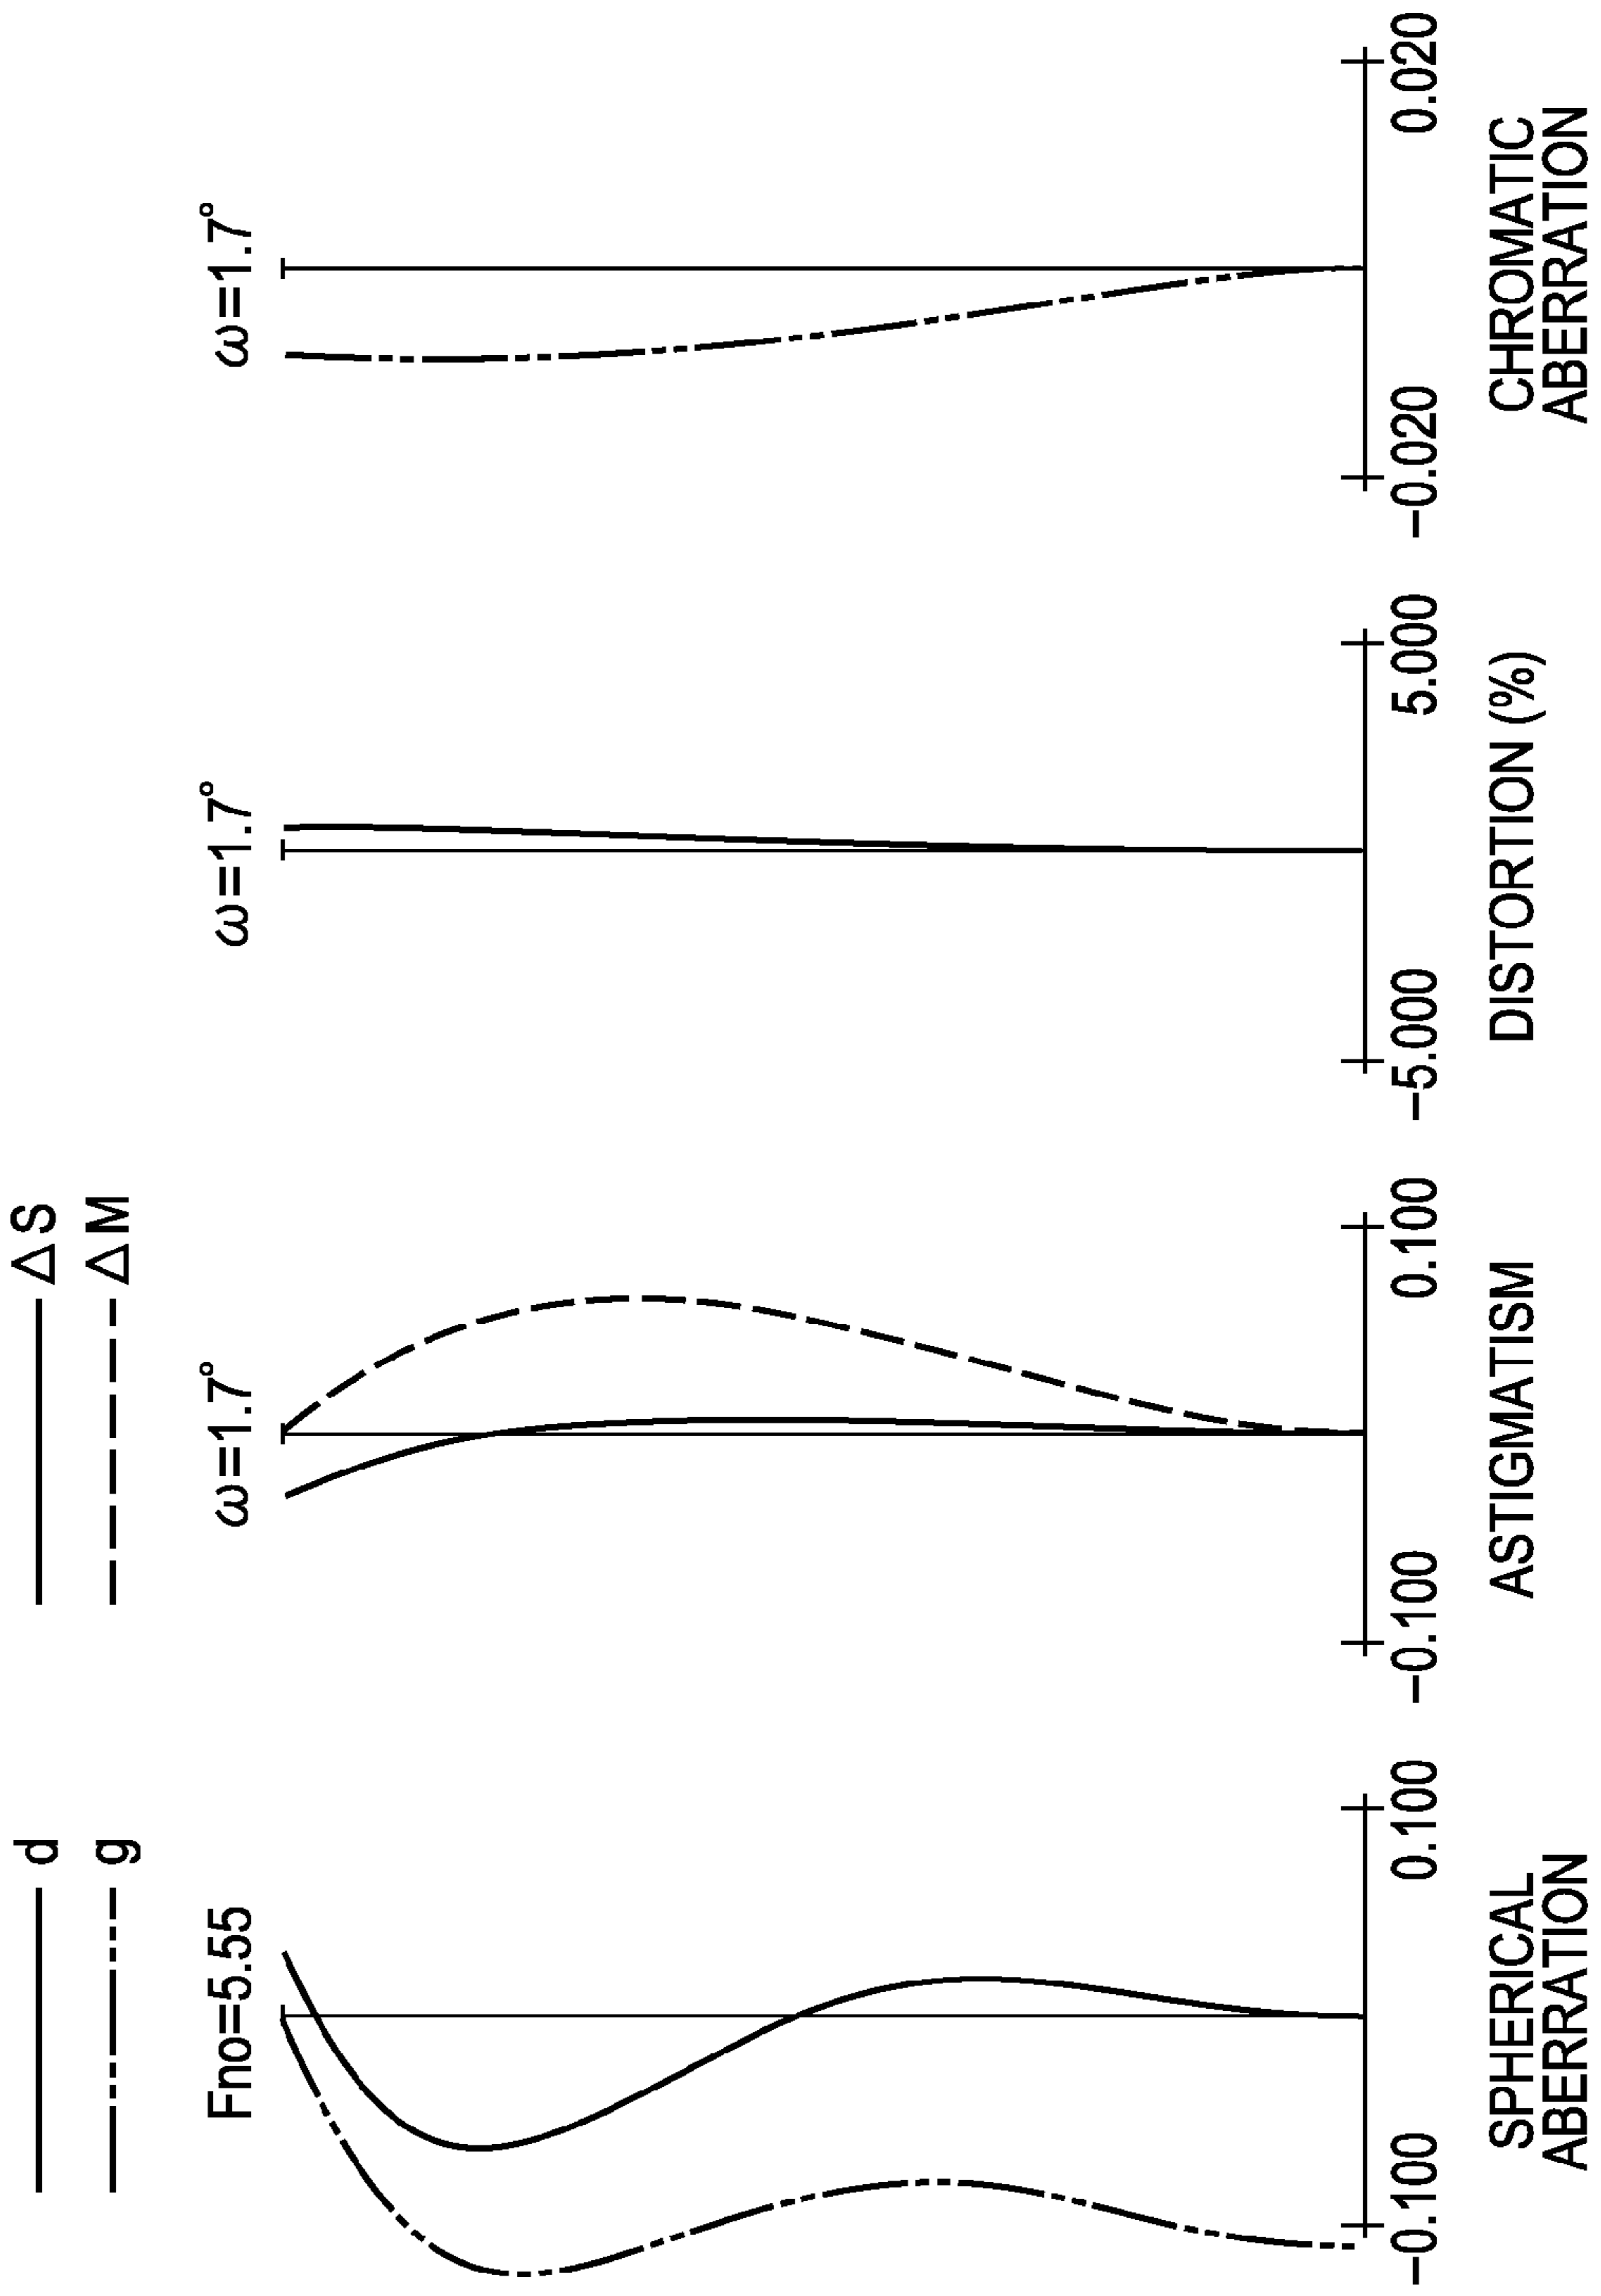 d
g
ΔS
ΔM
Fno=5.55
ω=1.7°
ω=1.7°
ω=1.7°
-0.100
0.100
-0.100
0.100
-5.000
5.000
-0.020
0.020
SPHERICAL
ABERRATION
ASTIGMATISM
DISTORTION (%)
CHROMATIC
ABERRATION